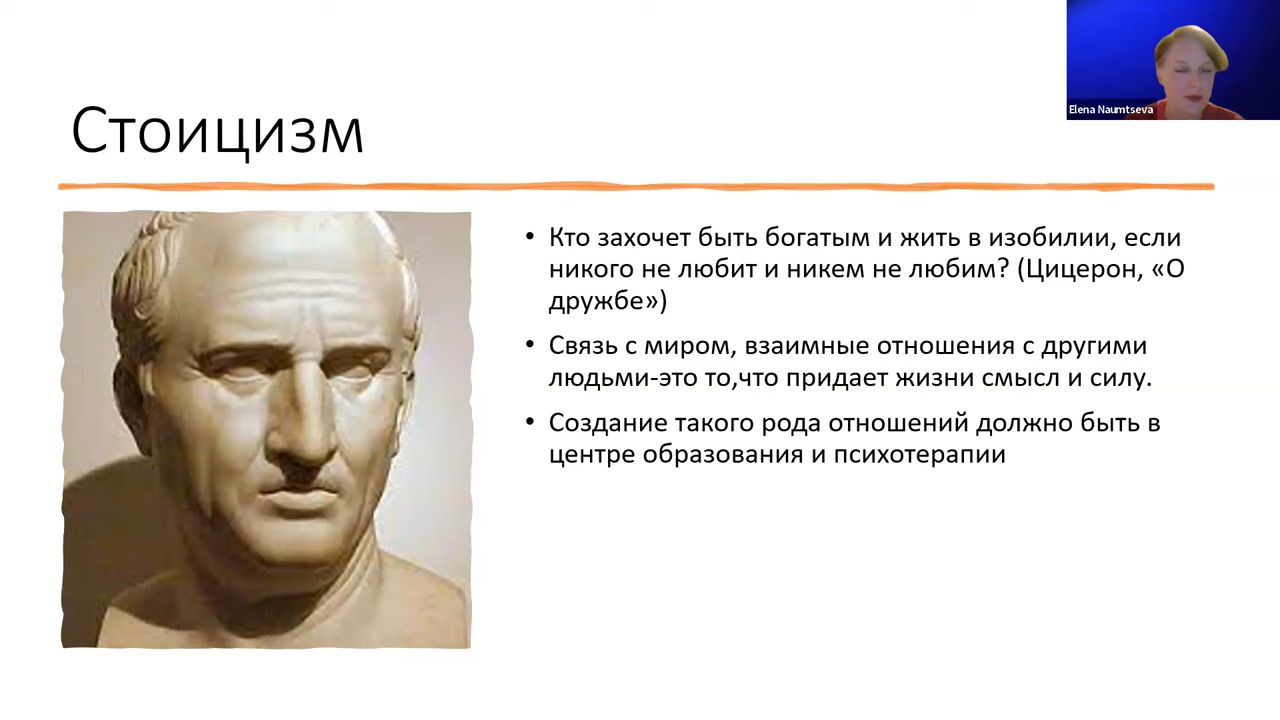 Elena Naumtseva
Стоицизм
• Кто захочет быть богатым и жить в изобилии, если
никого не любит и никем не любим? (Цицерон, «О
дружбе»)
• Связь с миром, взаимные отношения с другими
людьми-это то,что придает жизни смысл и силу.
• Создание такого рода отношений должно быть в
центре образования и психотерапии